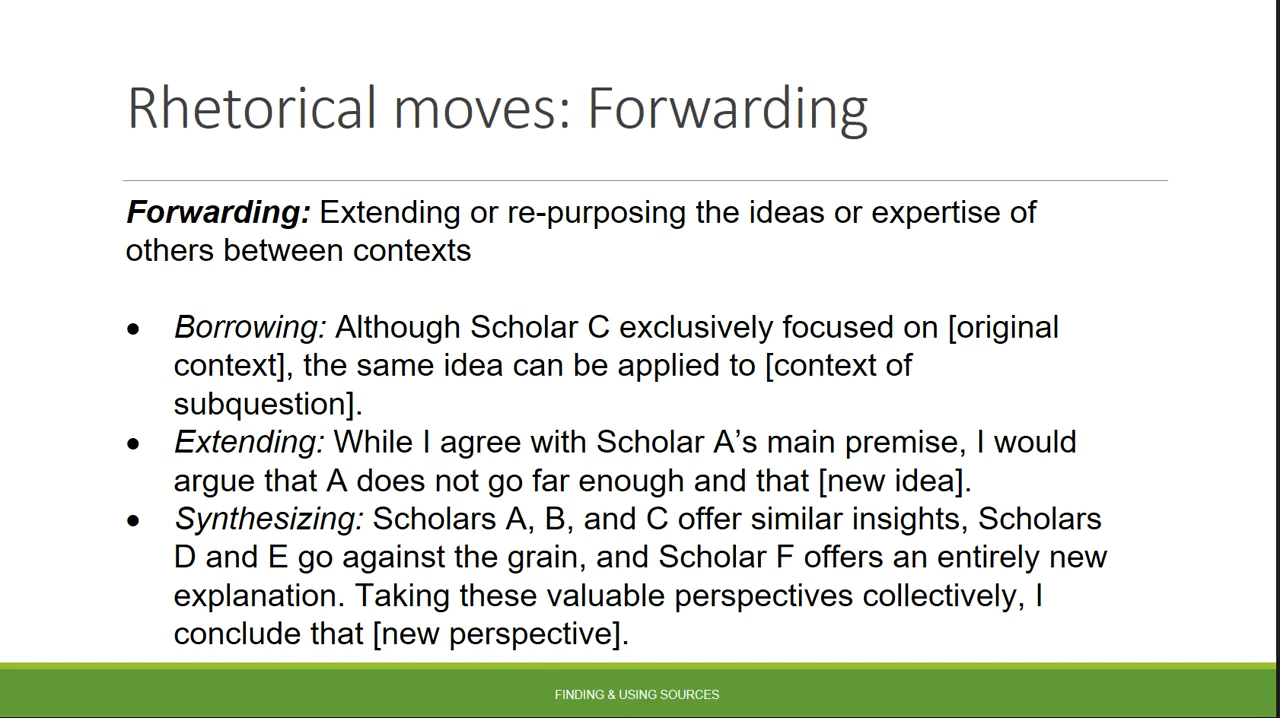 Rhetorical moves: Forwarding
Forwarding: Extending or re-purposing the ideas or expertise of
others between contexts
● Borrowing: Although Scholar C exclusively focused on [original
context], the same idea can be applied to [context of
subquestion].
● Extending: While I agree with Scholar A’s main premise, I would
argue that A does not go far enough and that [new idea].
● Synthesizing: Scholars A, B, and C offer similar insights, Scholars
D and E go against the grain, and Scholar F offers an entirely new
explanation. Taking these valuable perspectives collectively, I
conclude that [new perspective].
FINDING & USING SOURCES